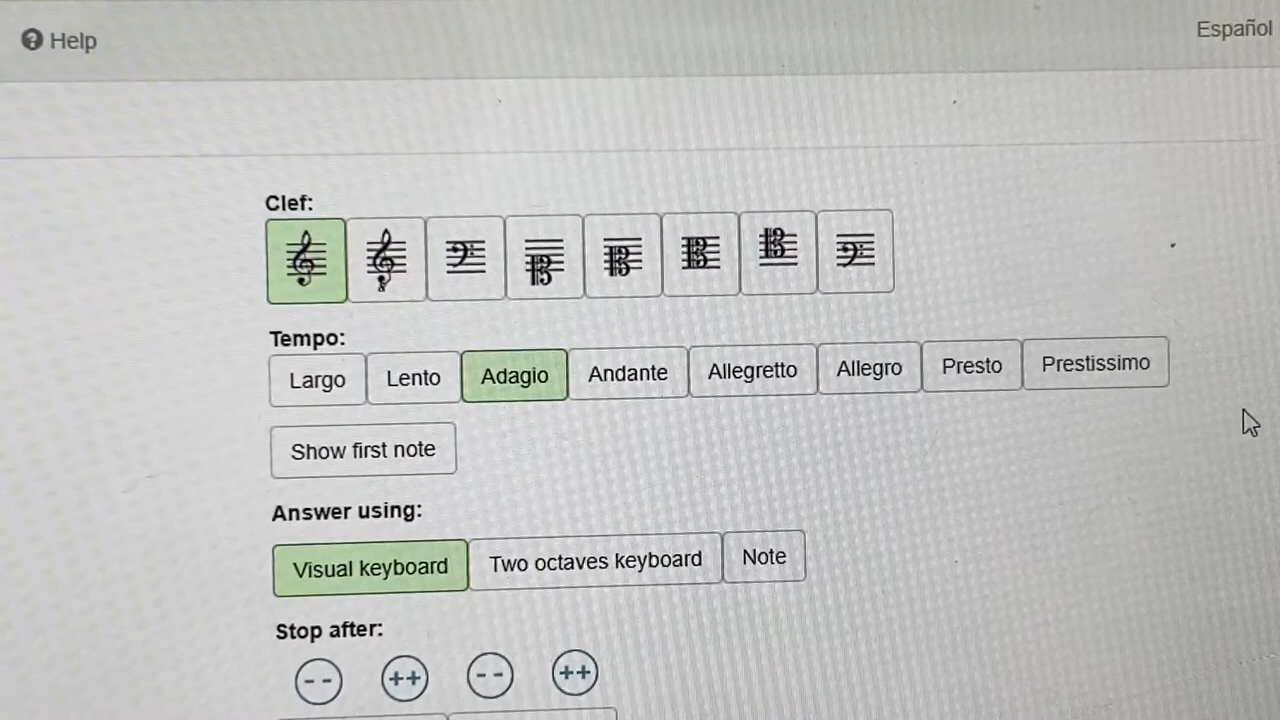 Help
Español
Clef:
Tempo:
Largo Lento Adagio Andante Allegretto Allegro Presto Prestissimo
Show first note
Answer using:
Visual keyboard Two octaves keyboard Note
Stop after:
-- ++ -- ++